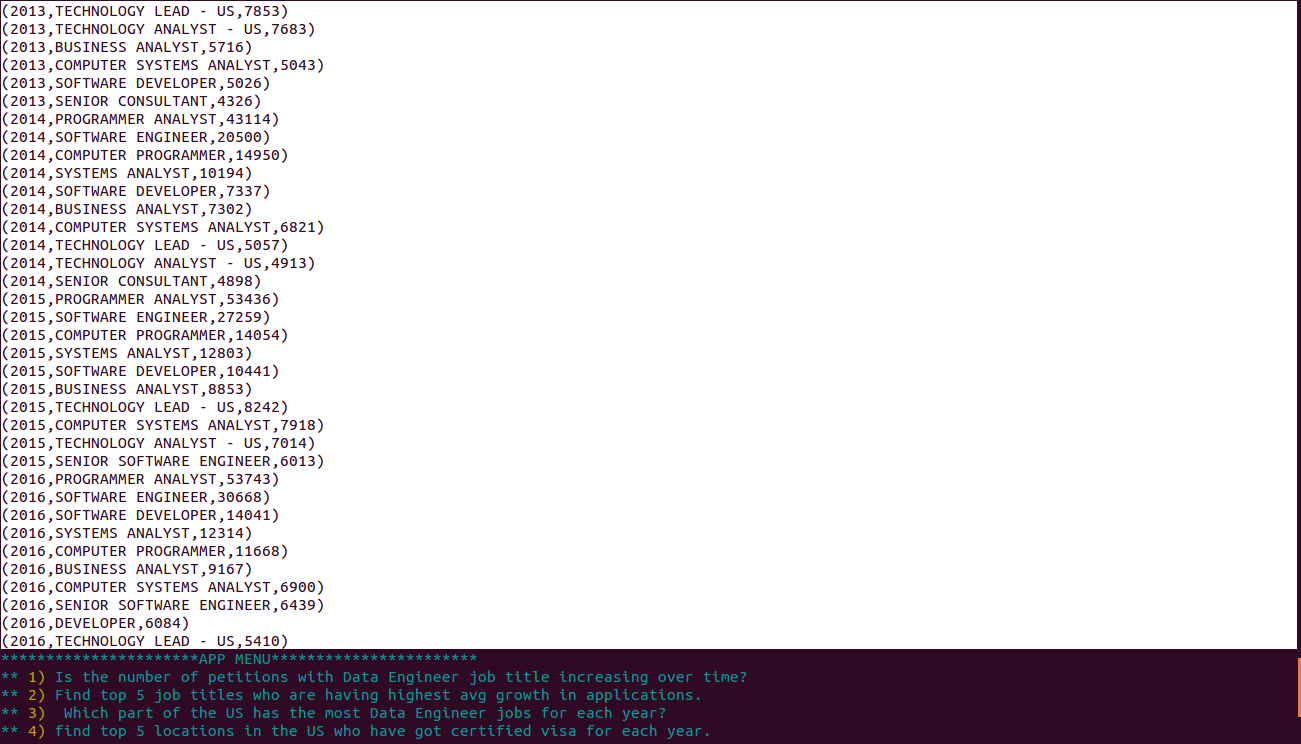 (2013,TECHNOLOGY LEAD - US,7853)
(2013,TECHNOLOGY ANALYST - US,7683)
(2013,BUSINESS ANALYST,5716)
(2013,COMPUTER SYSTEMS ANALYST,5043)
(2013,SOFTWARE DEVELOPER,5026)
(2013,SENIOR CONSULTANT,4326)
(2014,PROGRAMMER ANALYST,43114)
(2014,SOFTWARE ENGINEER,20500)
(2014,COMPUTER PROGRAMMER,14950)
(2014,SYSTEMS ANALYST,10194)
(2014,SOFTWARE DEVELOPER,7337)
(2014,BUSINESS ANALYST,7302)
(2014,COMPUTER SYSTEMS ANALYST,6821)
(2014,TECHNOLOGY LEAD - US,5057)
(2014,TECHNOLOGY ANALYST - US,4913)
(2014,SENIOR CONSULTANT,4898)
(2015,PROGRAMMER ANALYST,53436)
(2015,SOFTWARE ENGINEER,27259)
(2015,COMPUTER PROGRAMMER,14054)
(2015,SYSTEMS ANALYST,12803)
(2015,SOFTWARE DEVELOPER,10441)
(2015,BUSINESS ANALYST,8853)
(2015,TECHNOLOGY LEAD - US,8242)
(2015,COMPUTER SYSTEMS ANALYST,7918)
(2015,TECHNOLOGY ANALYST - US,7014)
(2015,SENIOR SOFTWARE ENGINEER,6013)
(2016,PROGRAMMER ANALYST,53743)
(2016,SOFTWARE ENGINEER,30668)
(2016,SOFTWARE DEVELOPER,14041)
(2016,SYSTEMS ANALYST,12314)
(2016,COMPUTER PROGRAMMER,11668)
(2016,BUSINESS ANALYST,9167)
(2016,COMPUTER SYSTEMS ANALYST,6900)
(2016,SENIOR SOFTWARE ENGINEER,6439)
(2016,DEVELOPER,6084)
(2016,TECHNOLOGY LEAD - US,5410)
**********************APP MENU***********************
** 1) Is the number of petitions with Data Engineer job title increasing over time?
** 2) Find top 5 job titles who are having highest avg growth in applications.
** 3)  Which part of the US has the most Data Engineer jobs for each year?
** 4) find top 5 locations in the US who have got certified visa for each year.